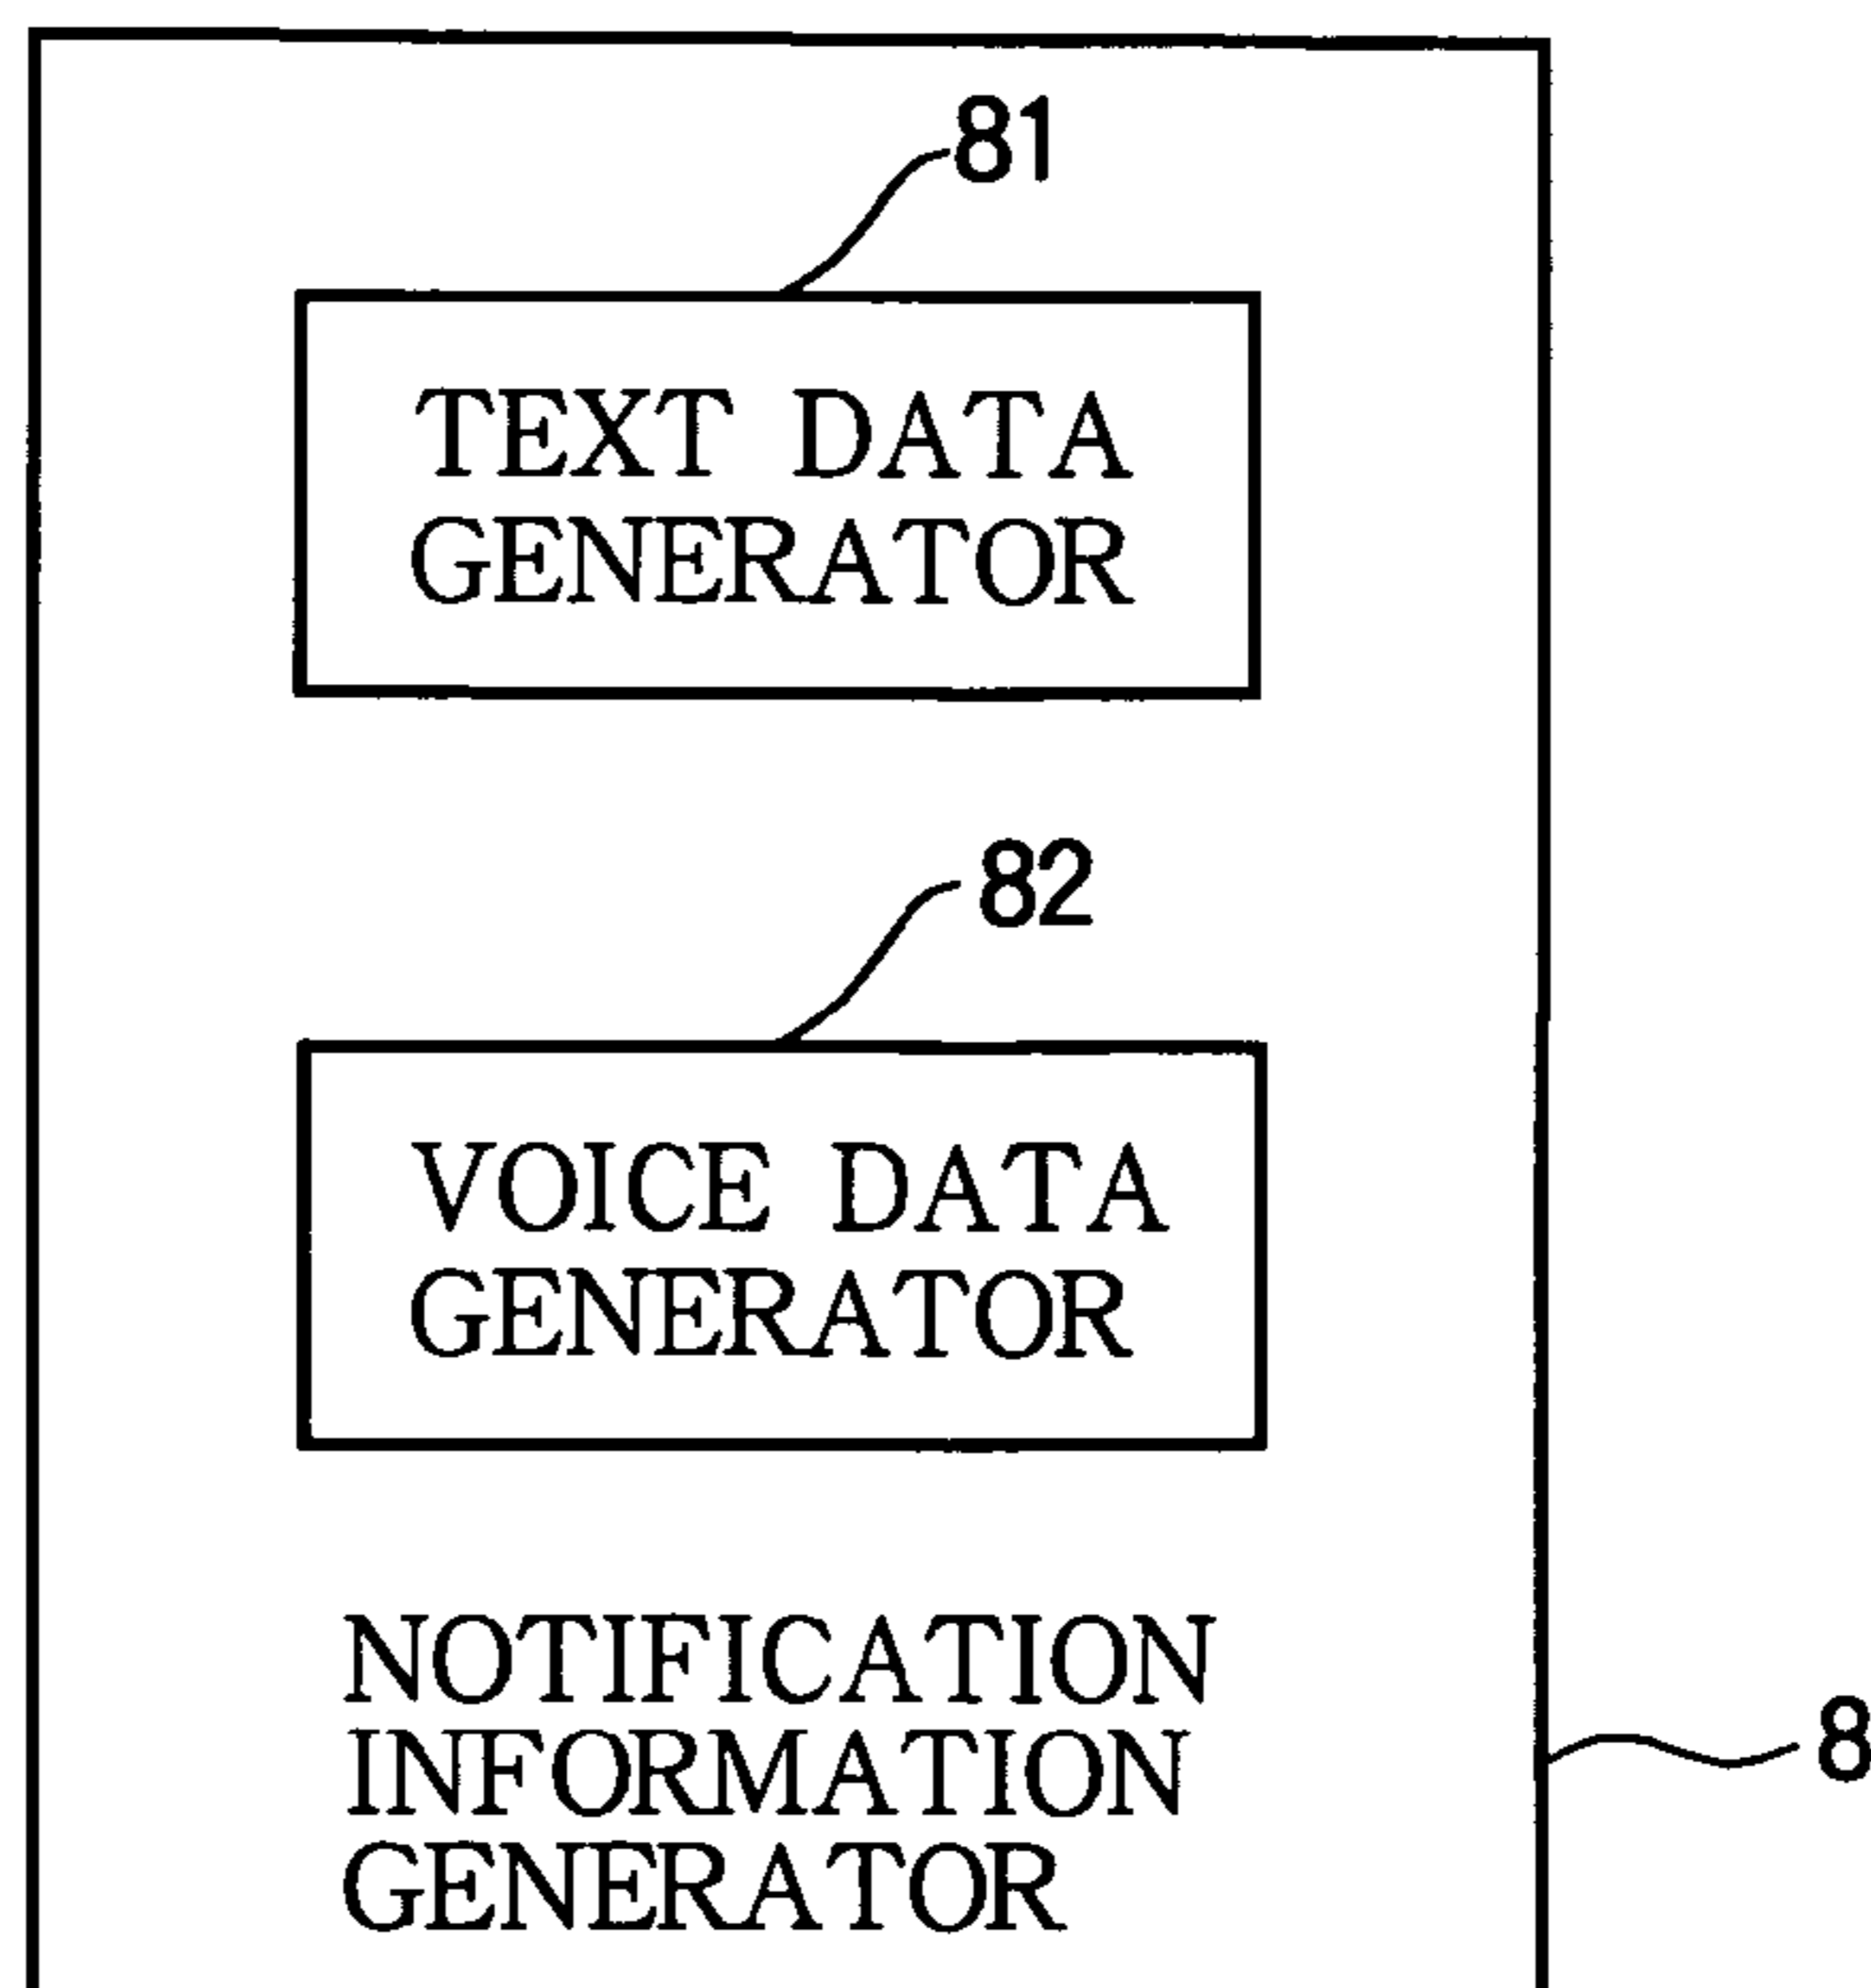 81
TEXT DATA
GENERATOR
82
VOICE DATA
GENERATOR
NOTIFICATION
INFORMATION
GENERATOR
8